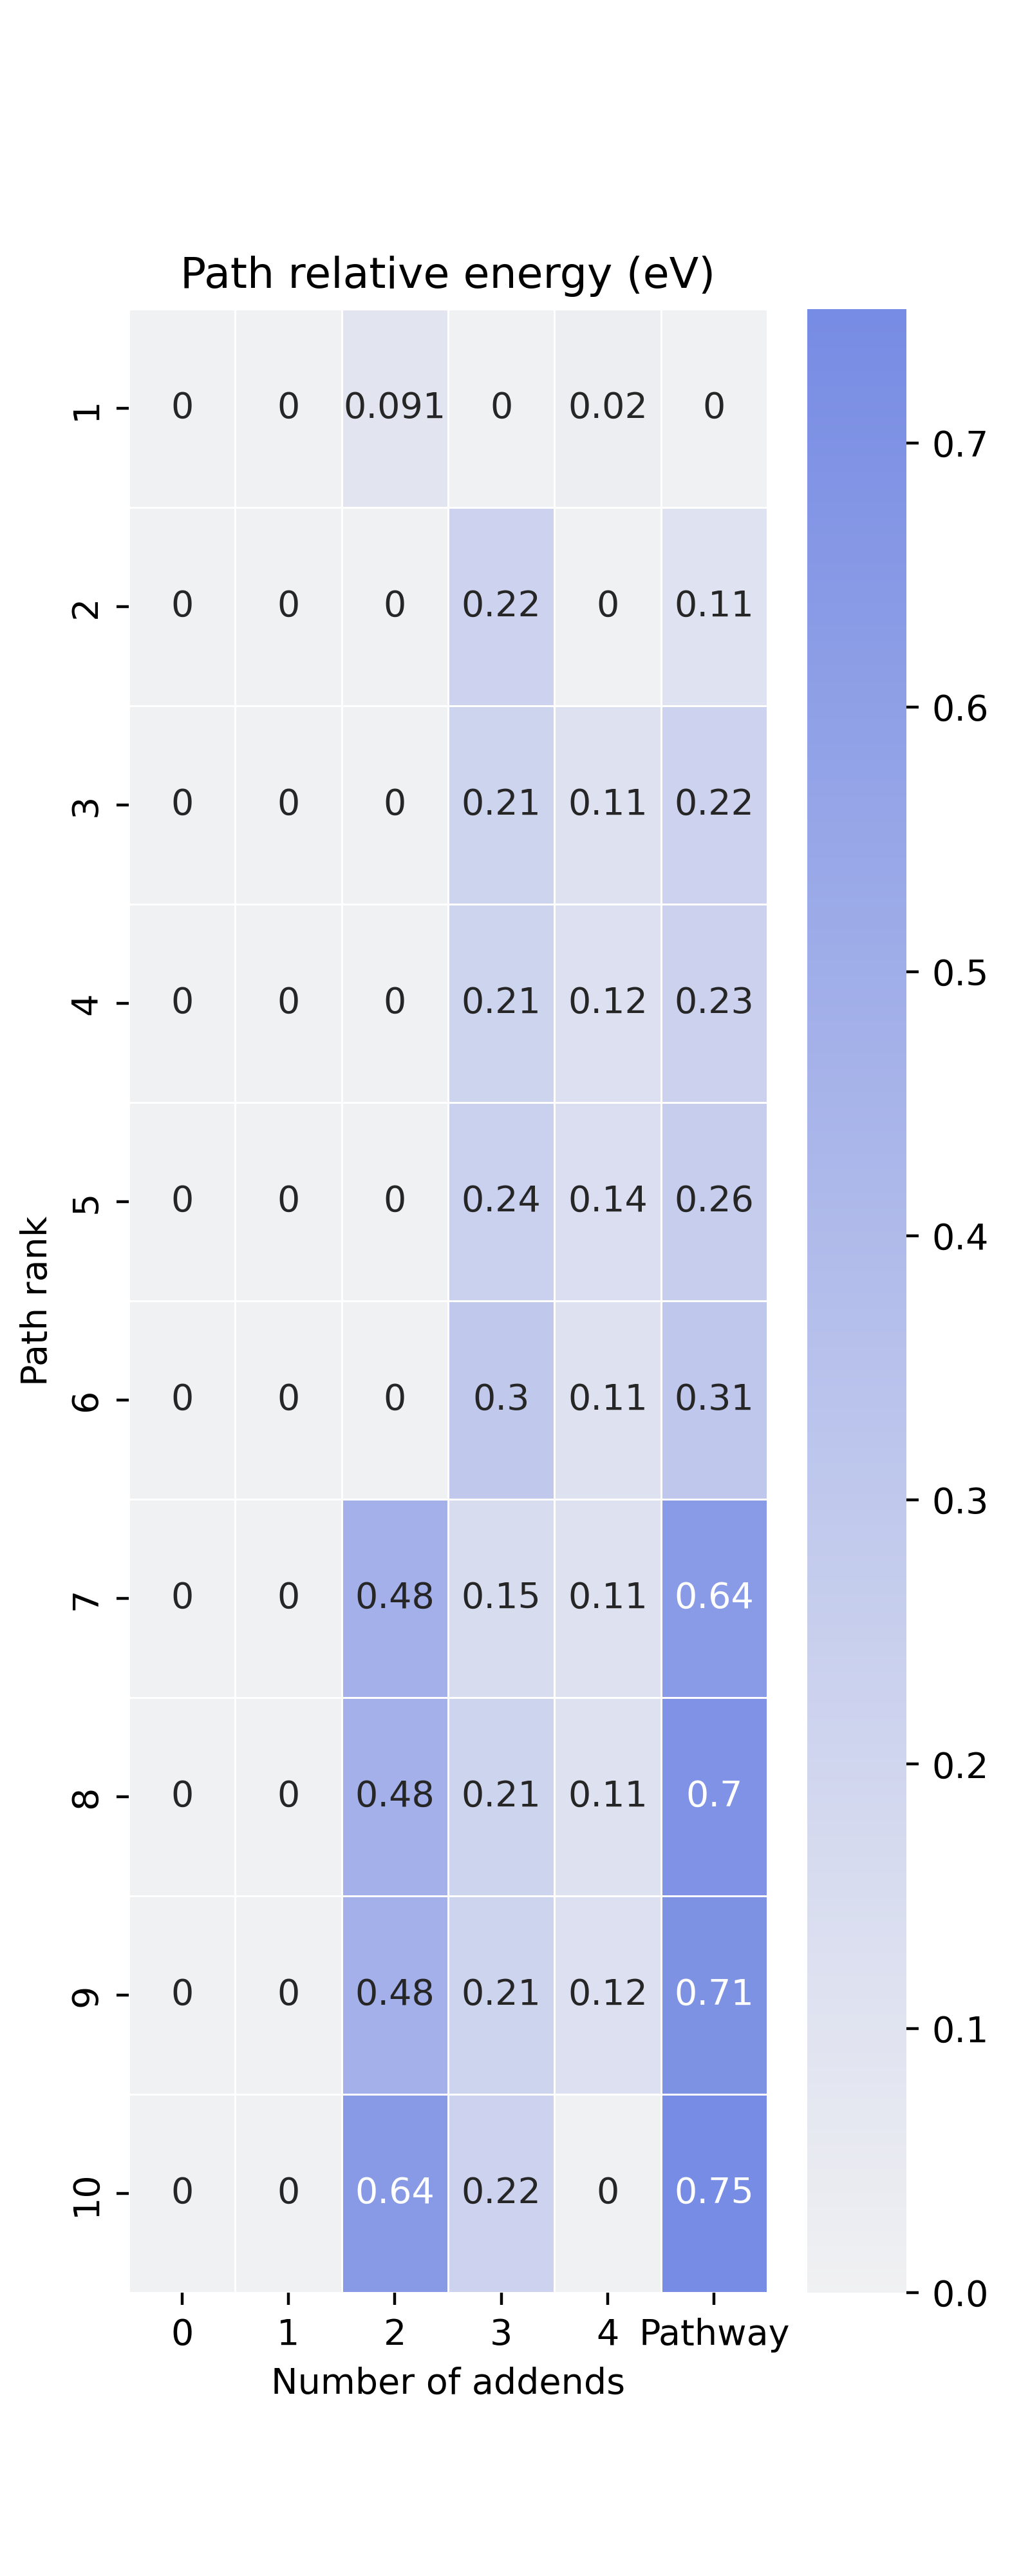 Path relative energy (eV)
1 0 0 0.091 0 0.02 0
2 0 0 0 0.22 0 0.11
3 0 0 0 0.21 0.11 0.22
4 0 0 0 0.21 0.12 0.23
5 0 0 0 0.24 0.14 0.26
6 0 0 0 0.3 0.11 0.31
7 0 0 0.48 0.15 0.11 0.64
8 0 0 0.48 0.21 0.11 0.7
9 0 0 0.48 0.21 0.12 0.71
10 0 0 0.64 0.22 0 0.75
0 1 2 3 4 Pathway
Number of addends
Path rank
0.7
0.6
0.5
0.4
0.3
0.2
0.1
0.0